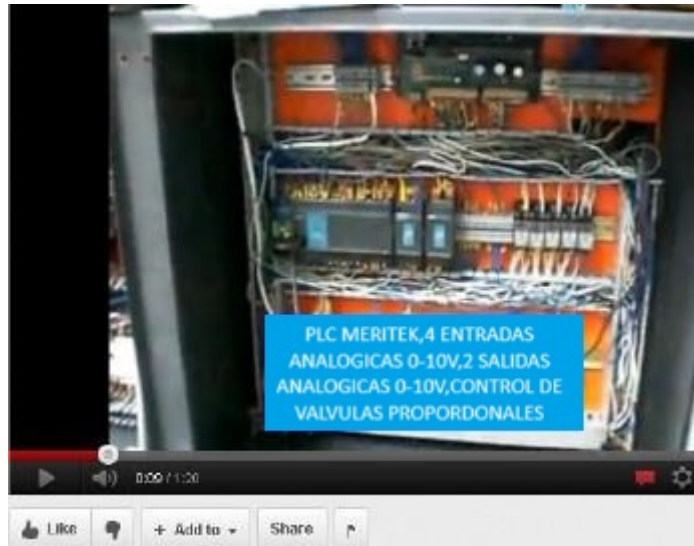 PLC MERITEK,4 ENTRADAS
ANALOGICAS 0-10V,2 SALIDAS
ANALOGICAS 0-10V,CONTROL DE
VALVULAS PROPORDONALES
0:09 / 1:20
Like
+ Add to
Share